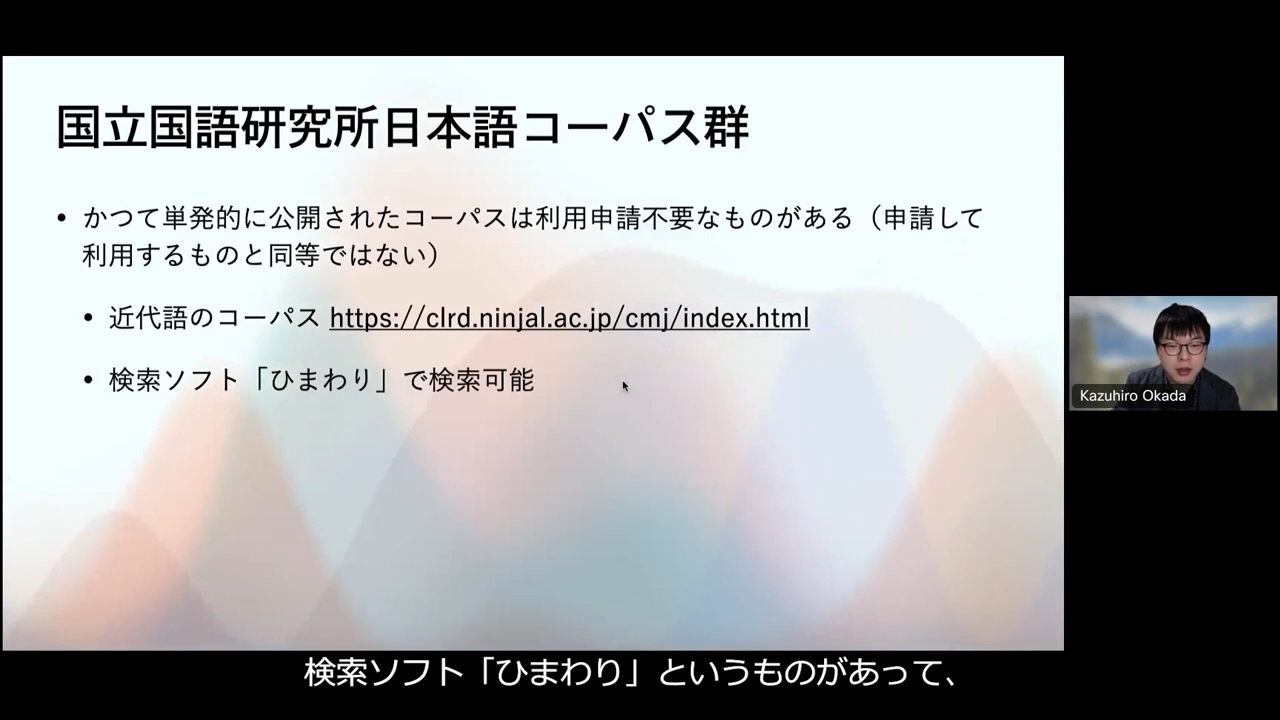 国立国語研究所日本語コーパス群
• かつて単発的に公開されたコーパスは利用申請不要なものがある（申請して
利用するものと同等ではない）
• 近代語のコーパス https://clrd.ninjal.ac.jp/cmj/index.html
• 検索ソフト「ひまわり」で検索可能
Kazuhiro Okada
検索ソフト「ひまわり」というものがあって、